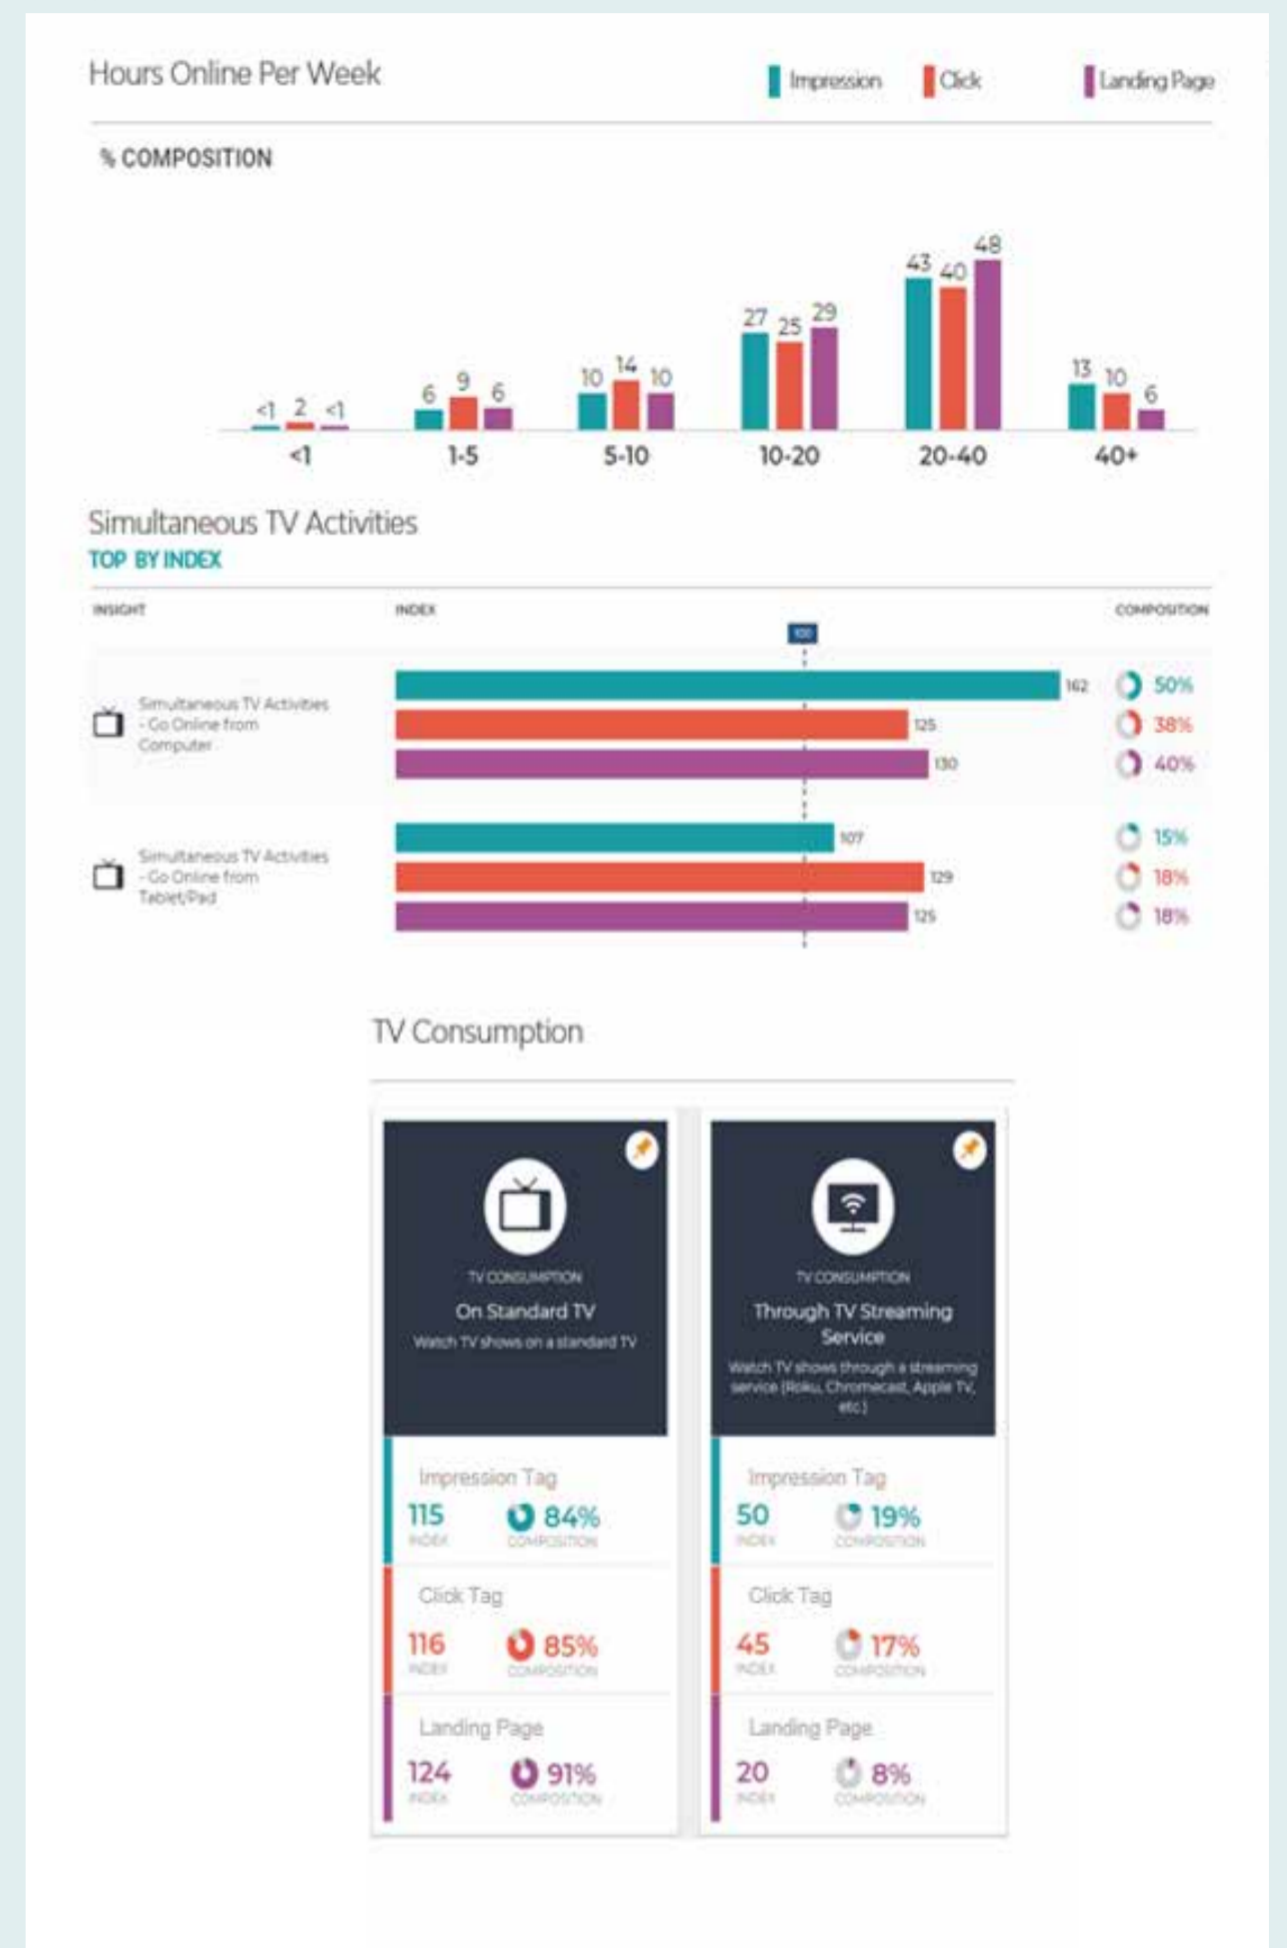 Hours Online Per Week
Impression Click Landing Page
% COMPOSITION
<1 2 <1
6 9 6
10 14 10
27 25 29
43 40 48
13 10 6
<1 1-5 5-10 10-20 20-40 40+
Simultaneous TV Activities
TOP BY INDEX
INSIGHT INDEX COMPOSITION
100
Simultaneous TV Activities
- Go Online from
Computer
162 50%
125 38%
130 40%
Simultaneous TV Activities
- Go Online from
Tablet/Pad
107 15%
129 18%
125 18%
TV Consumption
TV CONSUMPTION
On Standard TV
Watch TV shows on a standard TV
Impression Tag
115 84%
INDEX COMPOSITION
Click Tag
116 85%
INDEX COMPOSITION
Landing Page
124 91%
INDEX COMPOSITION
TV CONSUMPTION
Through TV Streaming
Service
Watch TV shows through a streaming
service (Roku, Chromecast, Apple TV,
etc.)
Impression Tag
50 19%
INDEX COMPOSITION
Click Tag
45 17%
INDEX COMPOSITION
Landing Page
20 8%
INDEX COMPOSITION